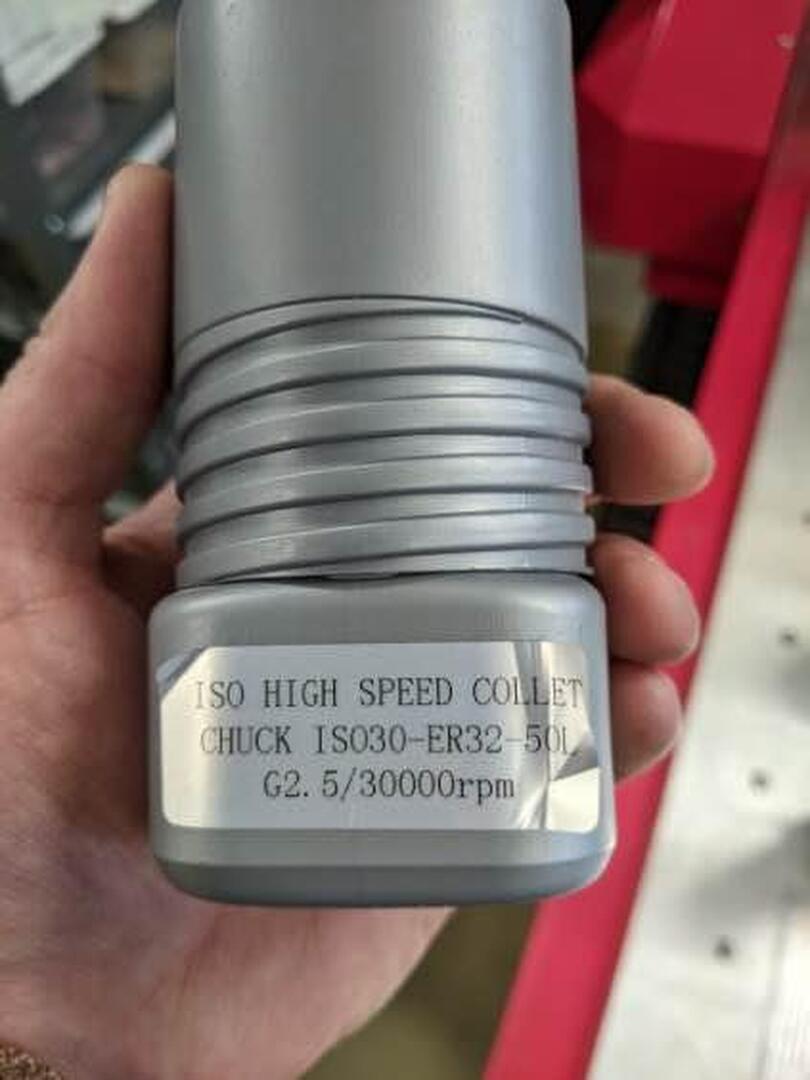 ISO HIGH SPEED COLLET
CHUCK ISO30-ER32-50L
G2.5/30000rpm